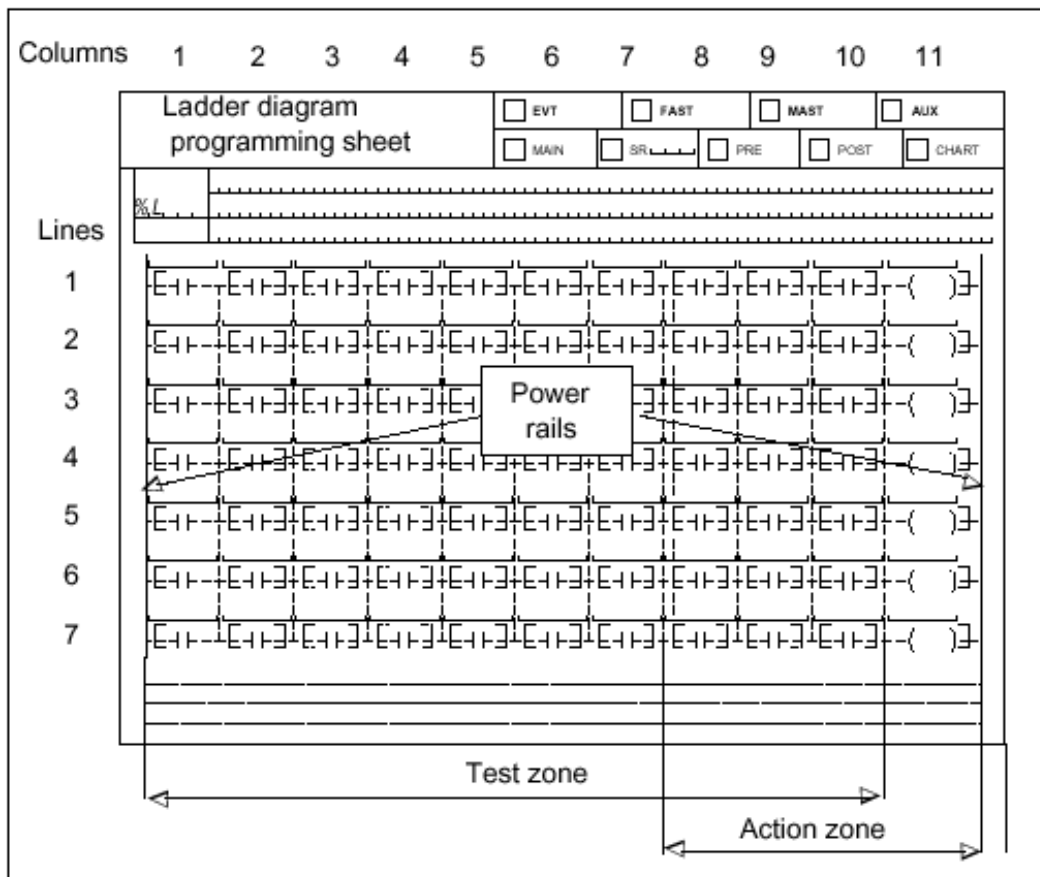 Columns 1 2 3 4 5 6 7 8 9 10 11
Ladder diagram
programming sheet
EVT FAST MAST AUX
MAIN SR PRE POST CHART
%L
Lines
1
2
3
Power
rails
4
5
6
7
Test zone
Action zone